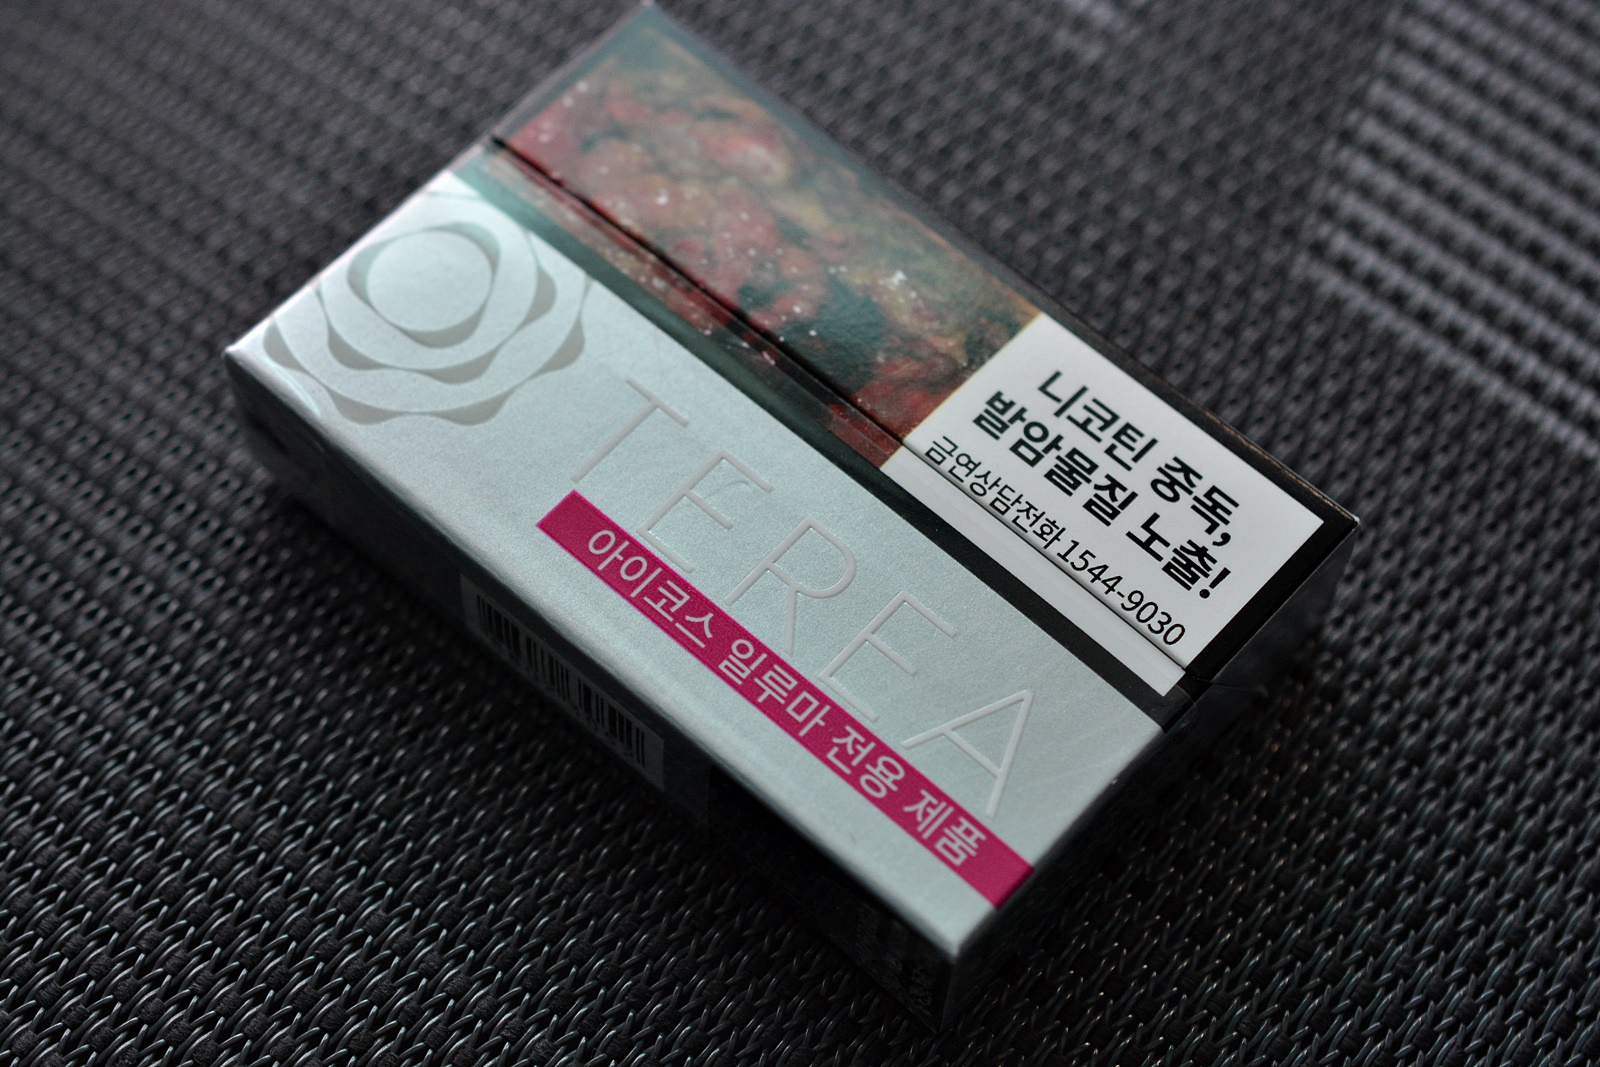 니코틴 중독,
발암물질 노출!
금연상담전화 1544-9030
TEREA
아이코스 일루마 전용 제품